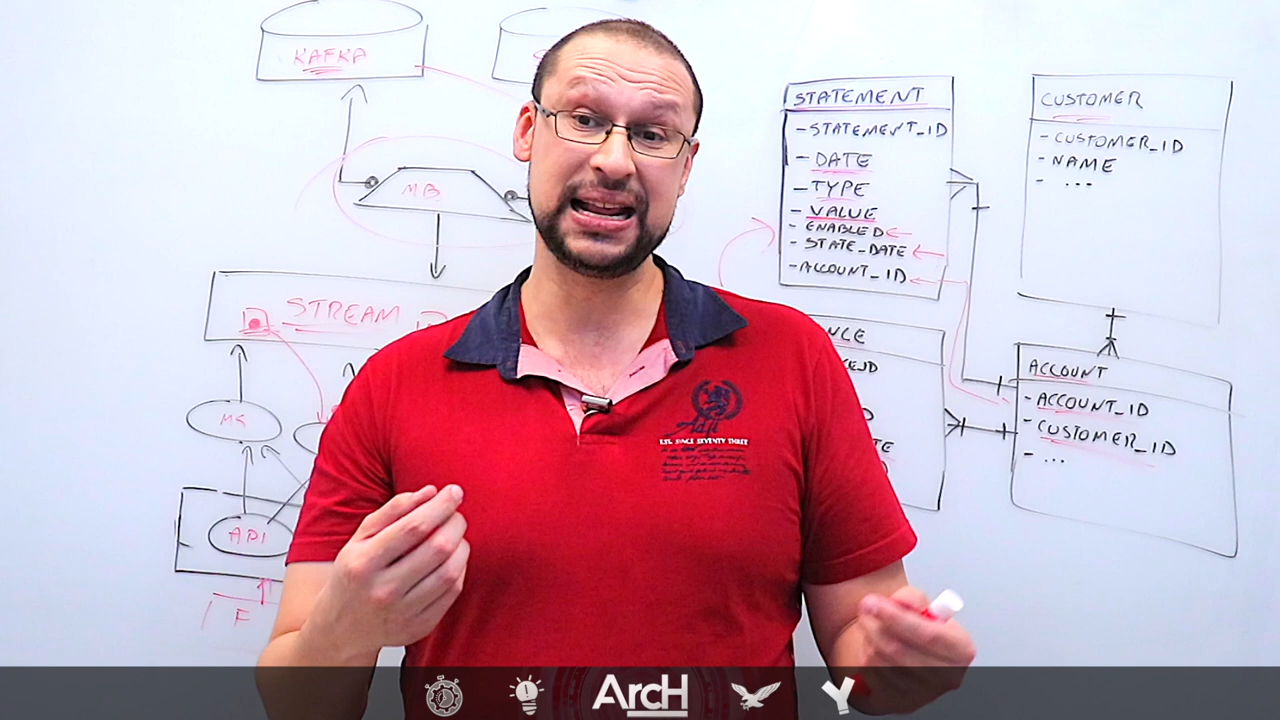 KAFKA
MB
STREAM
MS
API
F
STATEMENT
- STATEMENT_ID
- DATE
- TYPE
- VALUE
- ENABLED
- STATE_DATE
- ACCOUNT_ID
CUSTOMER
- CUSTOMER_ID
- NAME
- ...
NCE
ACCOUNT
- ACCOUNT_ID
- CUSTOMER_ID
- ...
EST. SINCE SEVENTY THREE
ArcH